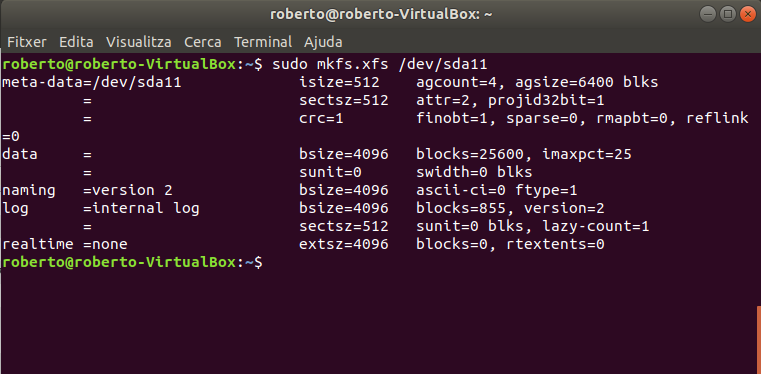 roberto@roberto-VirtualBox: ~
Fitxer Edita Visualitza Cerca Terminal Ajuda
roberto@roberto-VirtualBox:~$ sudo mkfs.xfs /dev/sda11
meta-data=/dev/sda11             isize=512    agcount=4, agsize=6400 blks
         =                       sectsz=512   attr=2, projid32bit=1
         =                       crc=1        finobt=1, sparse=0, rmapbt=0, reflink
=0
data     =                       bsize=4096   blocks=25600, imaxpct=25
         =                       sunit=0      swidth=0 blks
naming   =version 2              bsize=4096   ascii-ci=0 ftype=1
log      =internal log           bsize=4096   blocks=855, version=2
         =                       sectsz=512   sunit=0 blks, lazy-count=1
realtime =none                   extsz=4096   blocks=0, rtextents=0
roberto@roberto-VirtualBox:~$